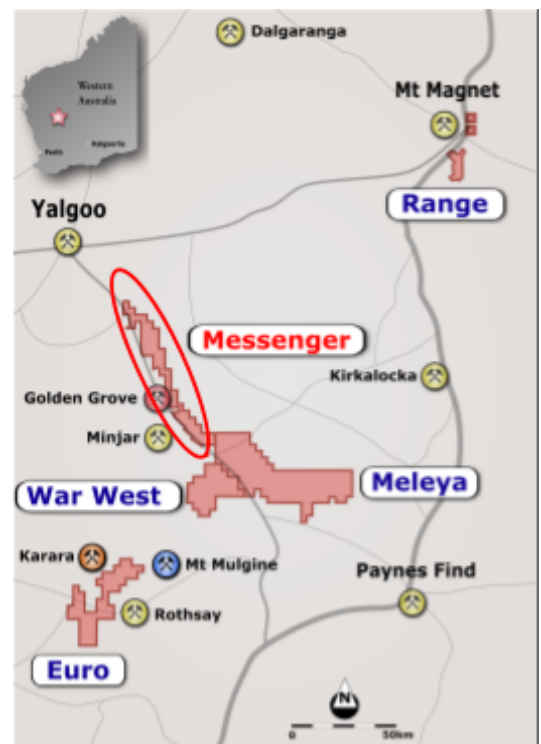 Dalgaranga
Western
Australia
Kalgoorlie
Perth
Mt Magnet
Range
Yalgoo
Messenger
Kirkalocka
Golden Grove
Minjar
Meleya
War West
Karara
Mt Mulgine
Paynes Find
Rothsay
Euro
N
0
50km